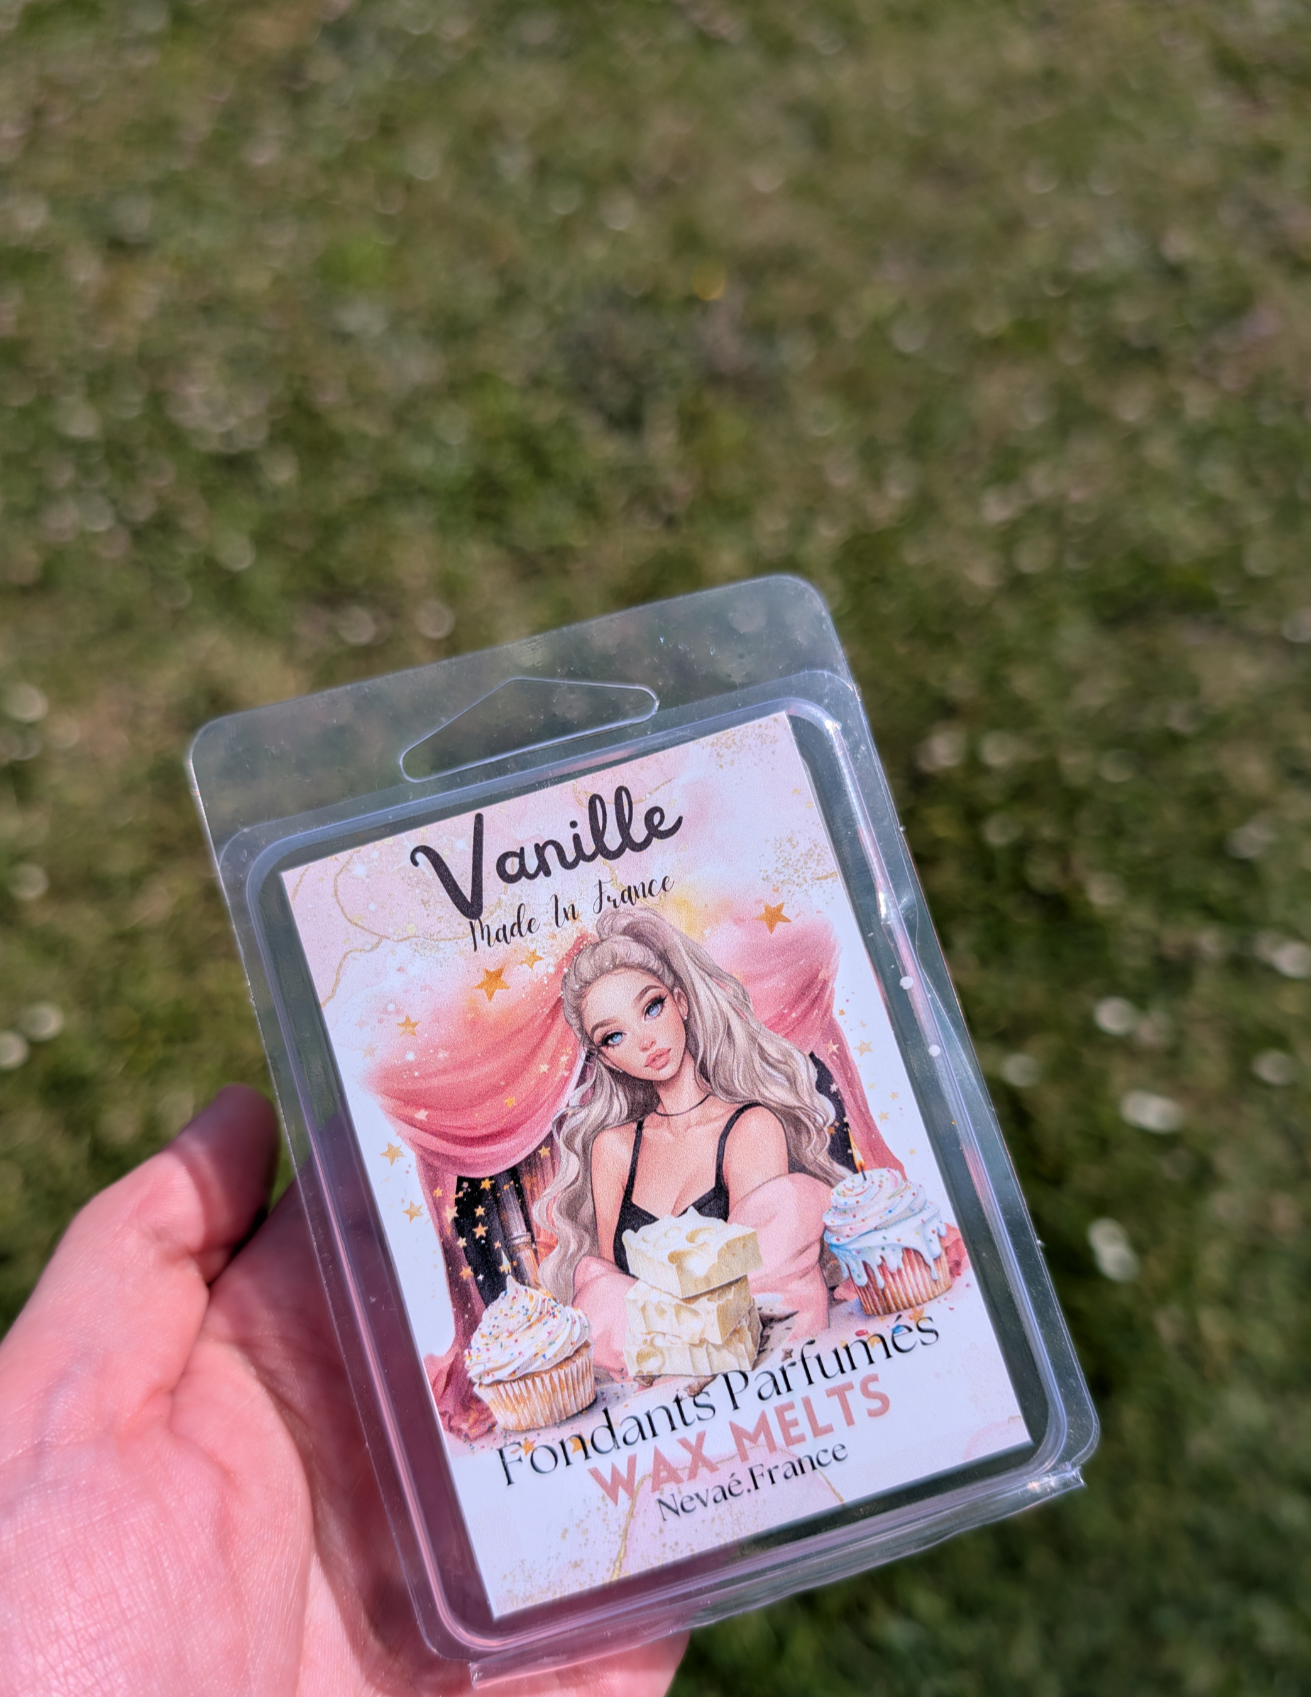 Vanille
Made In France
Fondants Parfumés
WAX MELTS
Nevaé.France